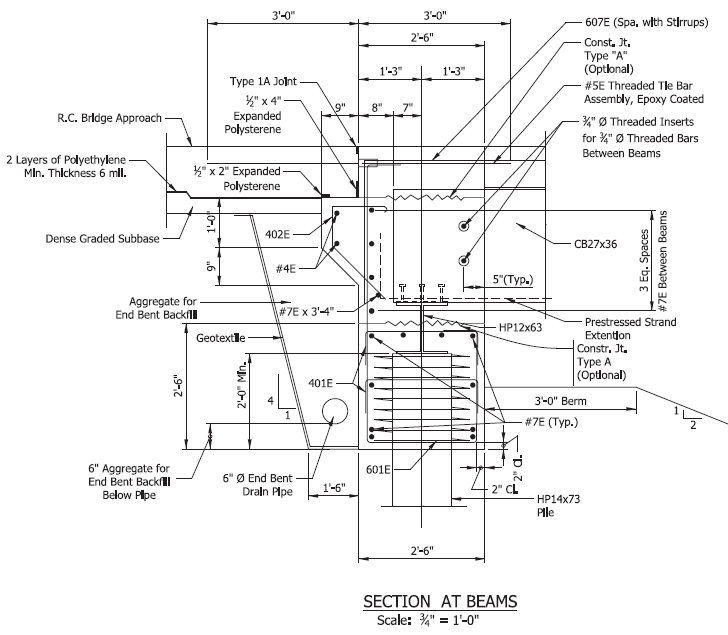 3'-0"
3'-0"
607E (Spa. with Stirrups)
2'-6"
Const. Jt.
Type "A"
(Optional)
1'-3"
1'-3"
Type 1A Joint
#5E Threaded Tie Bar
Assembly, Epoxy Coated
½" x 4"
Expanded
Polysterene
9"
8"
7"
R.C. Bridge Approach
¾" Ø Threaded Inserts
for ¾" Ø Threaded Bars
Between Beams
2 Layers of Polyethylene
Min. Thickness 6 mil.
½" x 2" Expanded
Polysterene
1'-0"
402E
Dense Graded Subbase
#4E
CB27x36
3 Eq. Spaces
#7E Between Beams
9"
5"(Typ.)
Aggregate for
End Bent Backfill
#7E x 3'-4"
Prestressed Strand
Extention
Geotextile
HP12x63
Constr. Jt.
Type A
(Optional)
2'-6"
2'-0" Min.
401E
4
1
3'-0" Berm
1
2
#7E (Typ.)
6" Aggregate for
End Bent Backfill
Below Pipe
6" Ø End Bent
Drain Pipe
601E
2" Cl.
2" Cl.
1'-6"
HP14x73
Pile
2'-6"
SECTION AT BEAMS
Scale: ¾" = 1'-0"